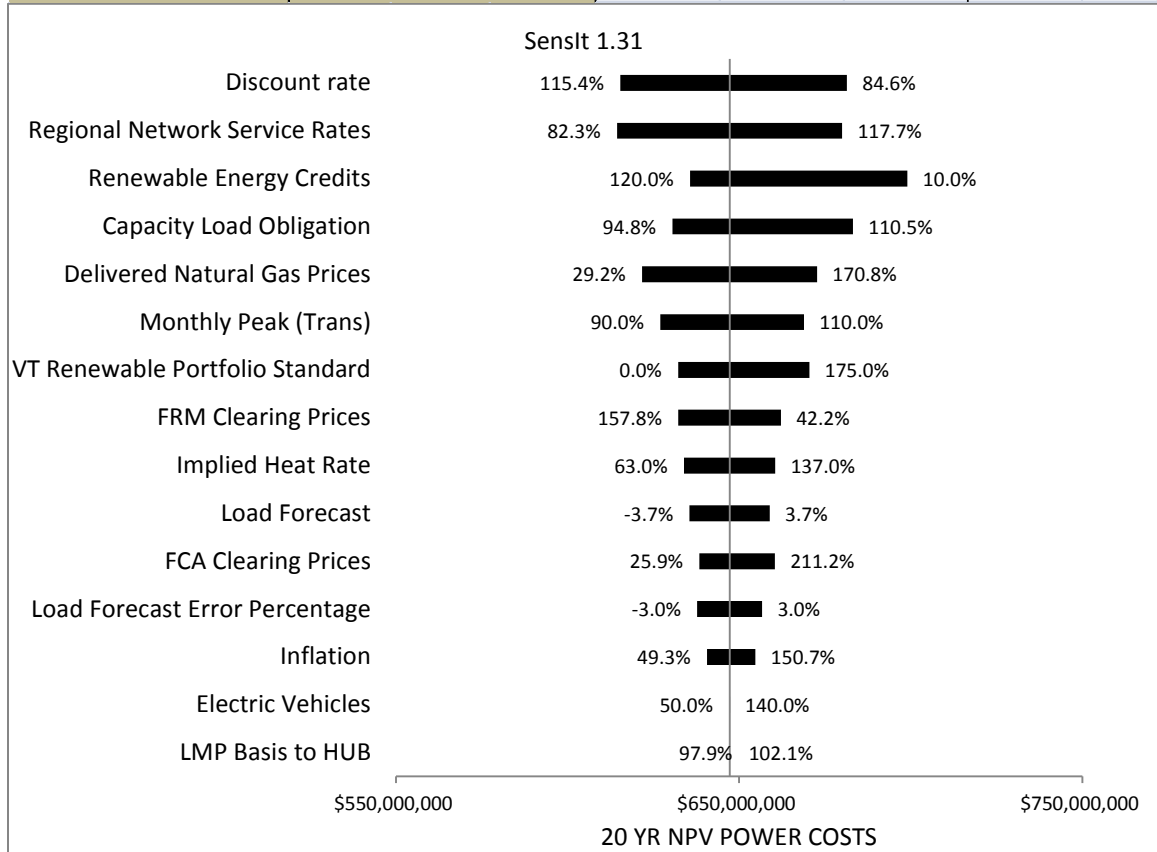 SensIt 1.31
Discount rate 115.4% 84.6%
Regional Network Service Rates 82.3% 117.7%
Renewable Energy Credits 120.0% 10.0%
Capacity Load Obligation 94.8% 110.5%
Delivered Natural Gas Prices 29.2% 170.8%
Monthly Peak (Trans) 90.0% 110.0%
VT Renewable Portfolio Standard 0.0% 175.0%
FRM Clearing Prices 157.8% 42.2%
Implied Heat Rate 63.0% 137.0%
Load Forecast -3.7% 3.7%
FCA Clearing Prices 25.9% 211.2%
Load Forecast Error Percentage -3.0% 3.0%
Inflation 49.3% 150.7%
Electric Vehicles 50.0% 140.0%
LMP Basis to HUB 97.9% 102.1%
$550,000,000 $650,000,000 $750,000,000
20 YR NPV POWER COSTS